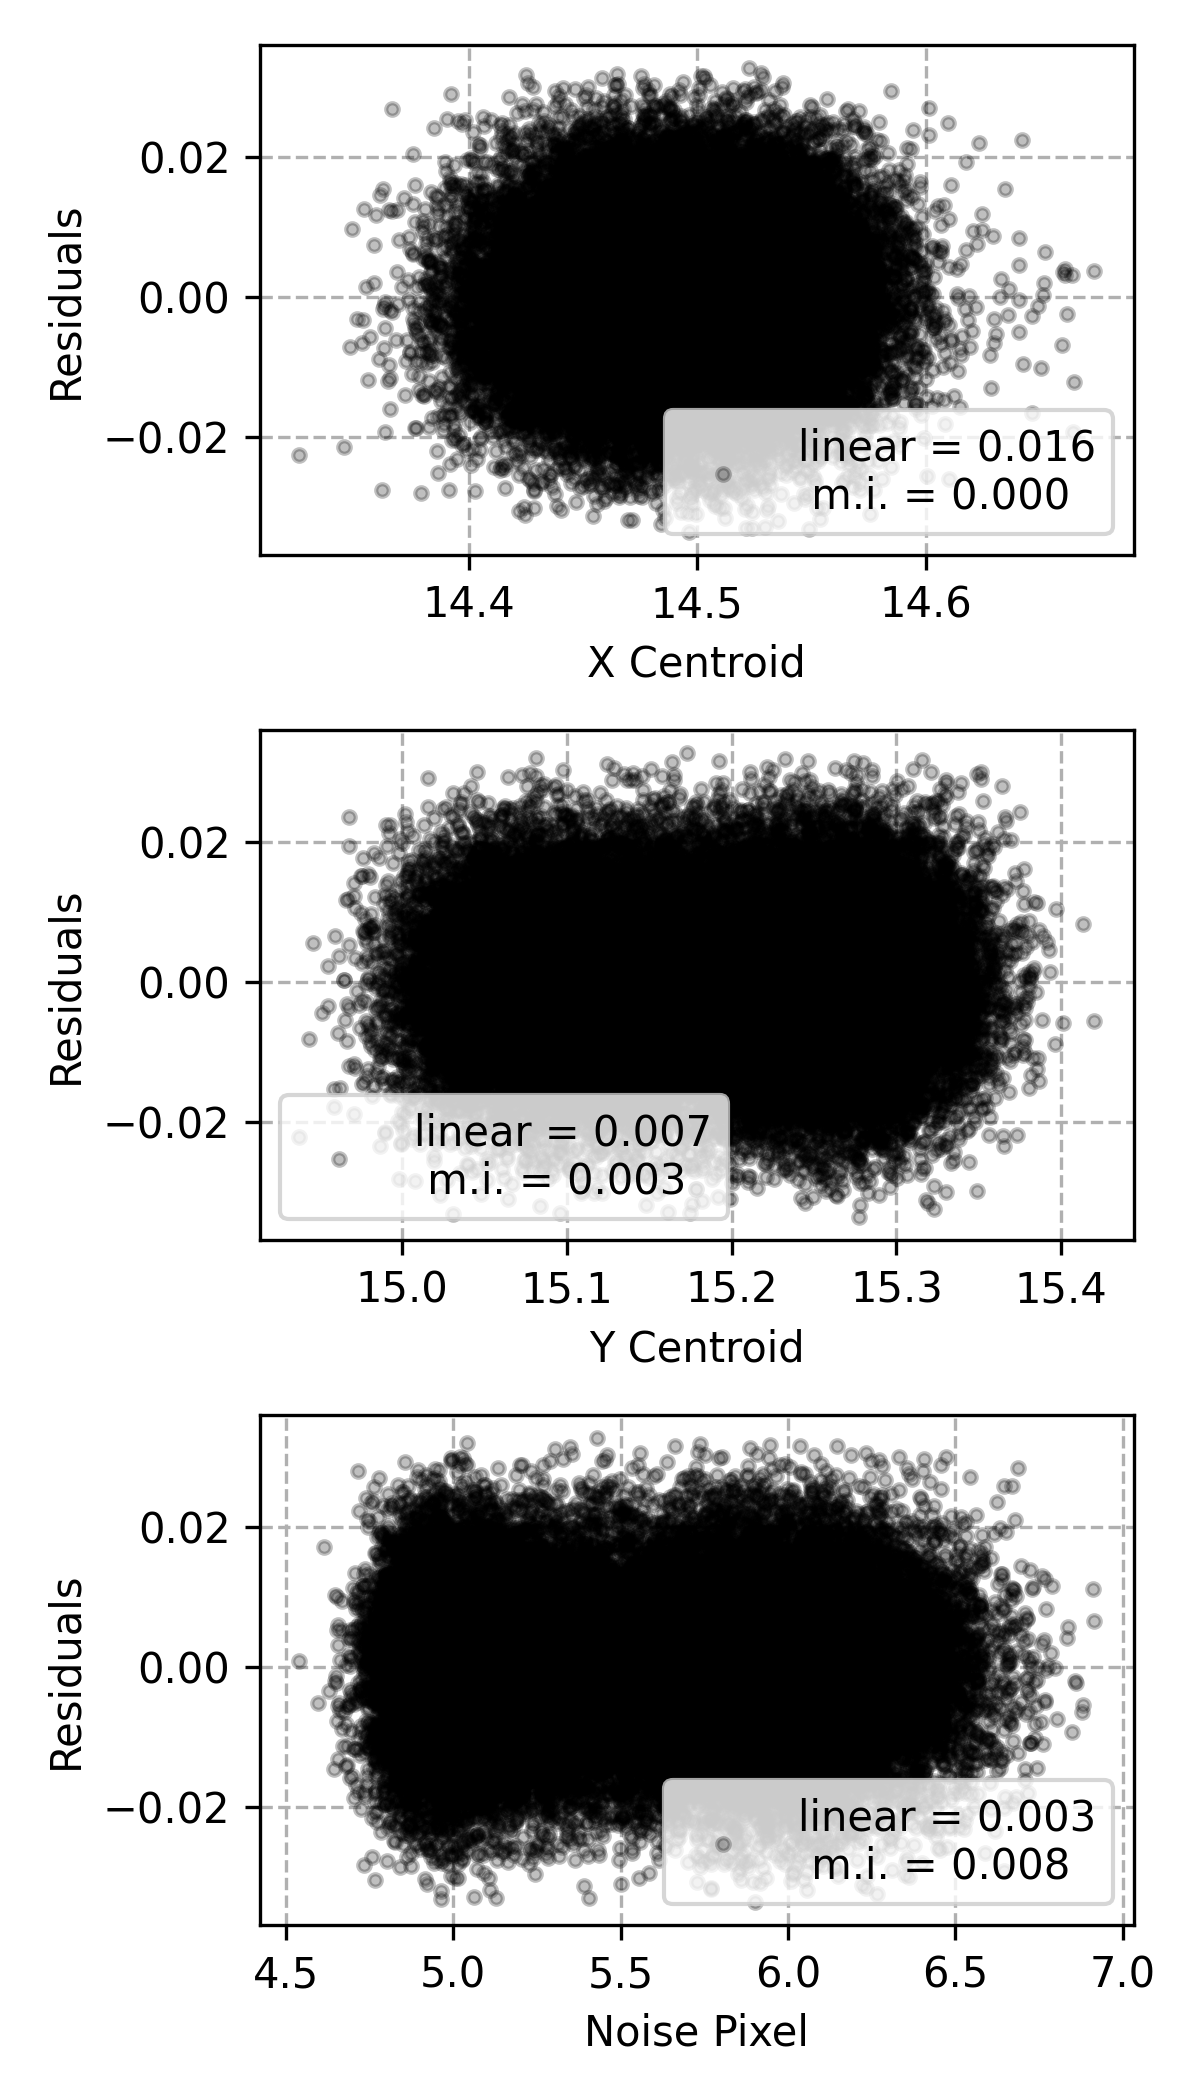 Residuals
0.02
0.00
−0.02
linear = 0.016
m.i. = 0.000
14.4 14.5 14.6
X Centroid
Residuals
0.02
0.00
−0.02
linear = 0.007
m.i. = 0.003
15.0 15.1 15.2 15.3 15.4
Y Centroid
Residuals
0.02
0.00
−0.02
linear = 0.003
m.i. = 0.008
4.5 5.0 5.5 6.0 6.5 7.0
Noise Pixel